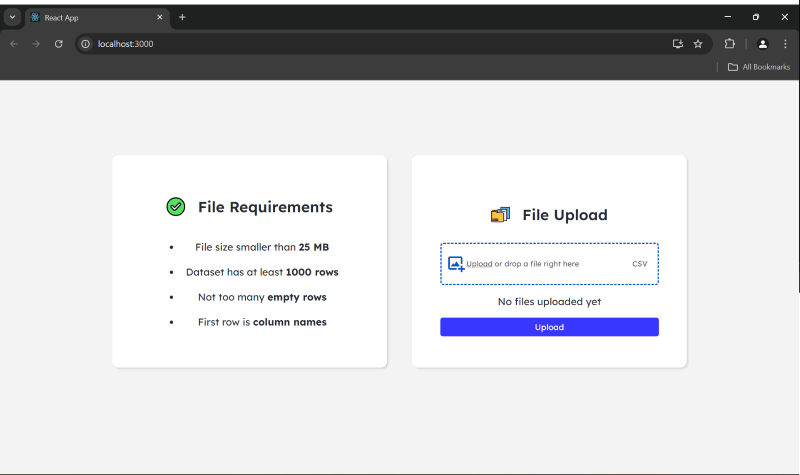 React App
localhost:3000
All Bookmarks
File Requirements
File size smaller than 25 MB
Dataset has at least 1000 rows
Not too many empty rows
First row is column names
File Upload
Upload or drop a file right here CSV
No files uploaded yet
Upload